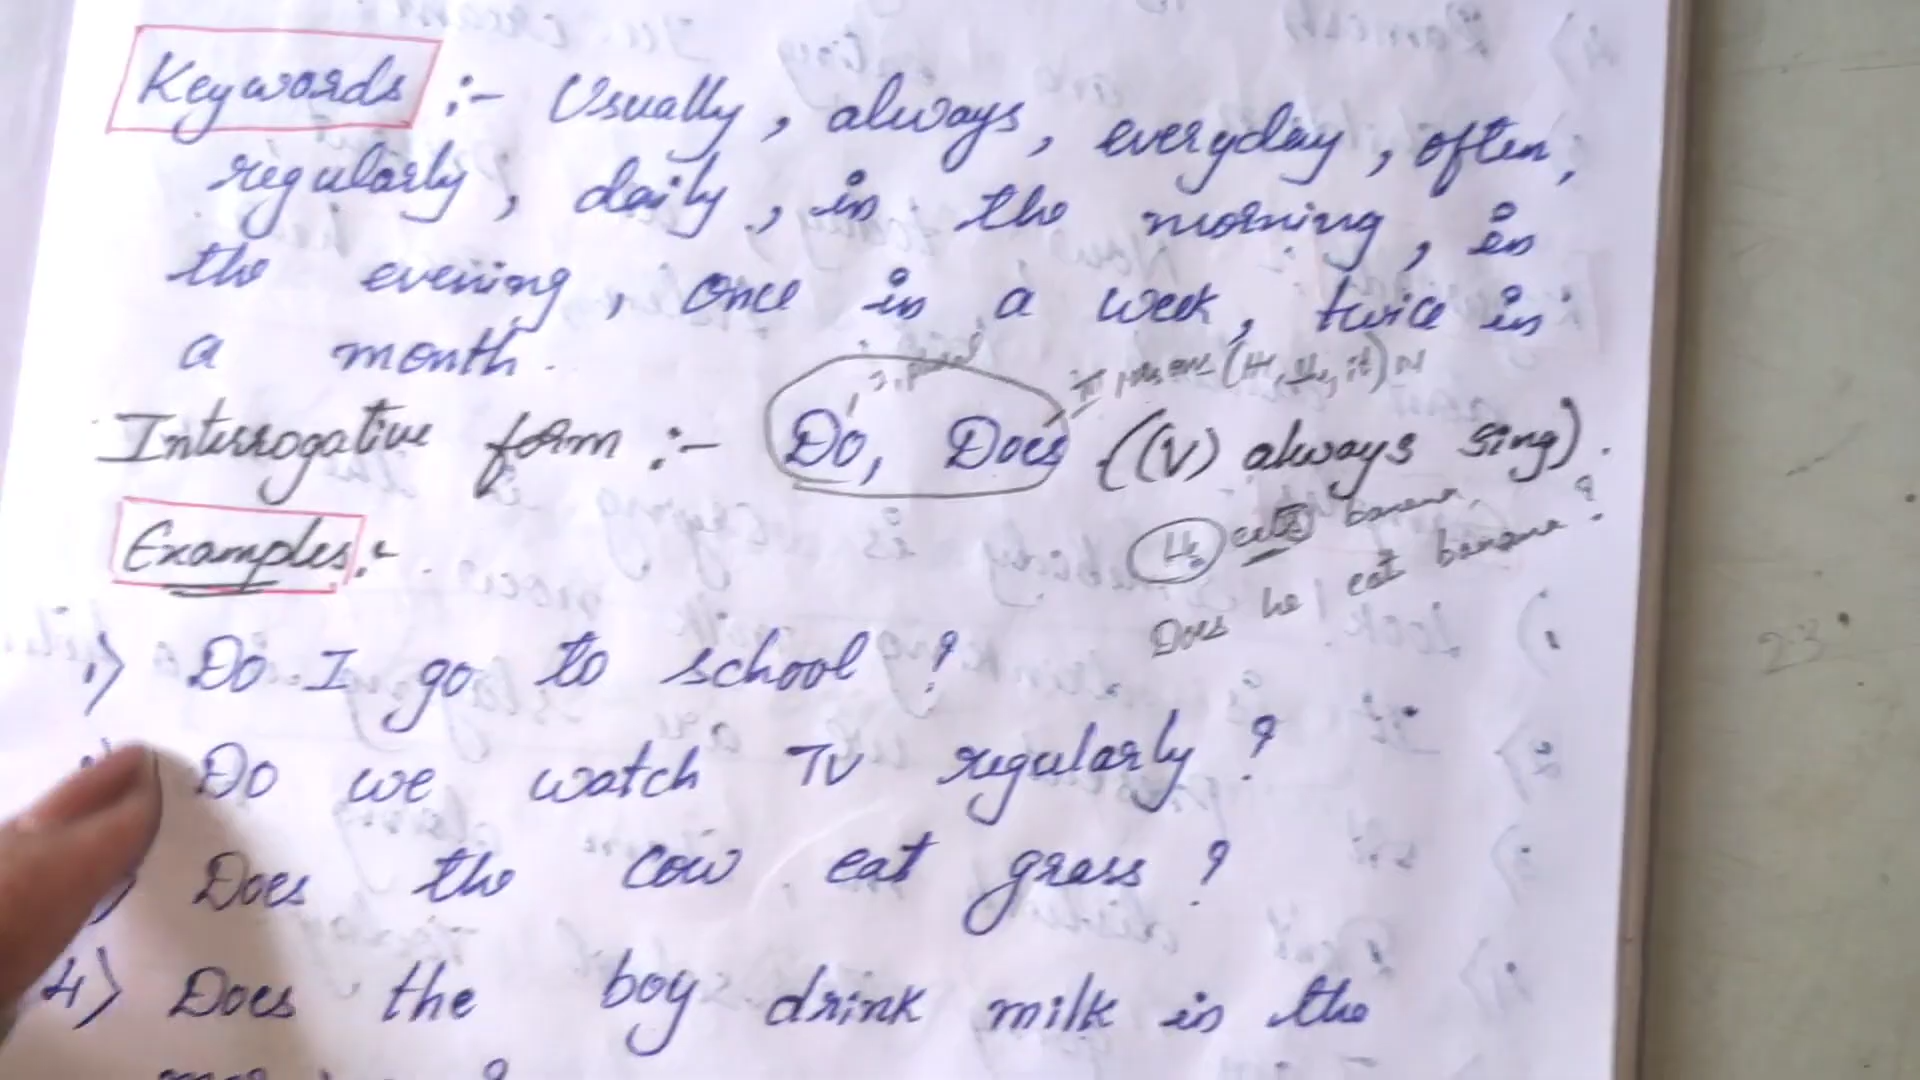 Keywords :- Usually, always, everyday, often,
regularly, daily, in the morning, in
the evening, once in a week, twice in
a month.
Interrogative form :- Do, Does ((V) always sing).
He eats banana.
Does he eat banana?
Examples:-
1) Do I go to school?
Do we watch TV regularly?
Does the cow eat grass?
4) Does the boy drink milk in the